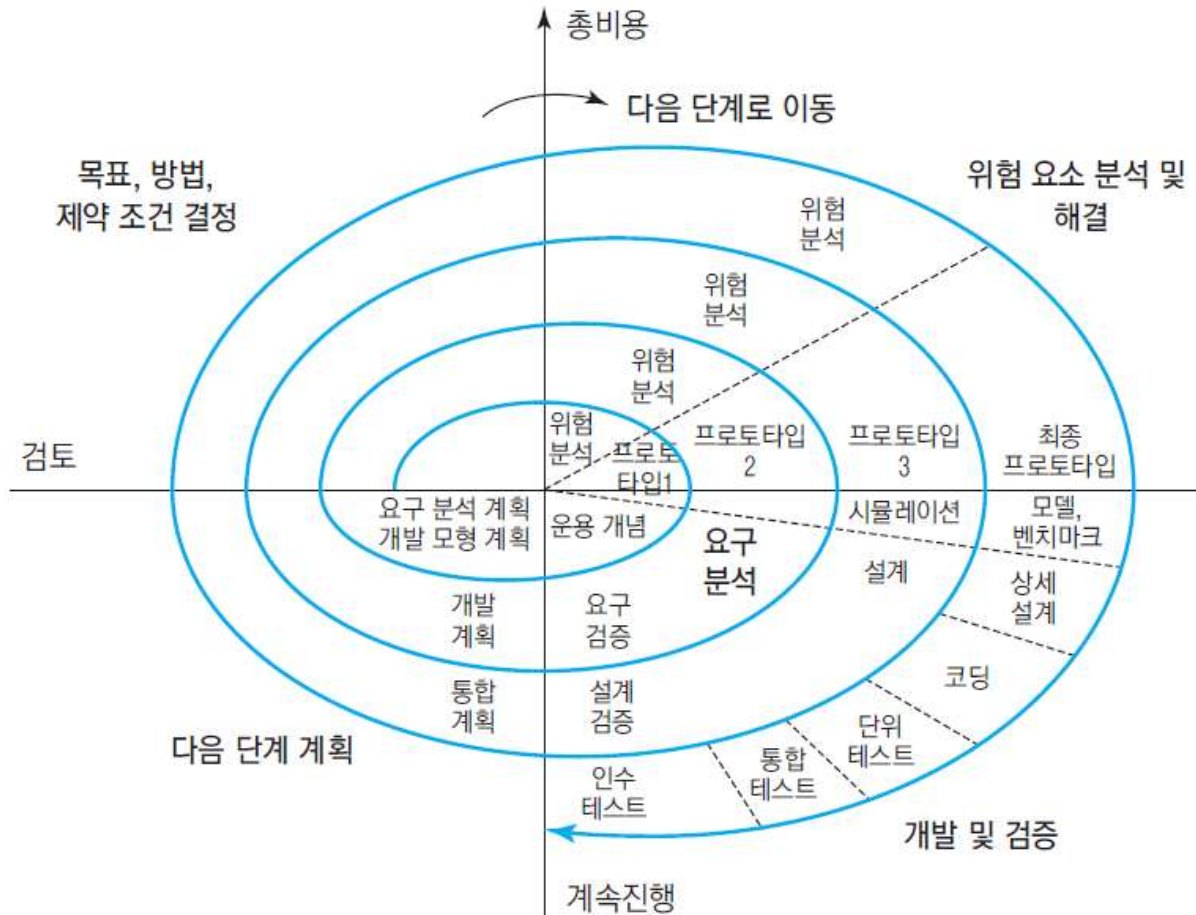 총비용
다음 단계로 이동
목표, 방법,
제약 조건 결정
위험 요소 분석 및
해결
위험
분석
위험
분석
위험
분석
위험
분석
프로토
타입1
프로토타입
2
프로토타입
3
최종
프로토타입
검토
요구 분석 계획
개발 모형 계획
운용 개념
요구
분석
시뮬레이션
모델,
벤치마크
설계
상세
설계
개발
계획
요구
검증
코딩
통합
계획
설계
검증
단위
테스트
다음 단계 계획
통합
테스트
인수
테스트
개발 및 검증
계속진행